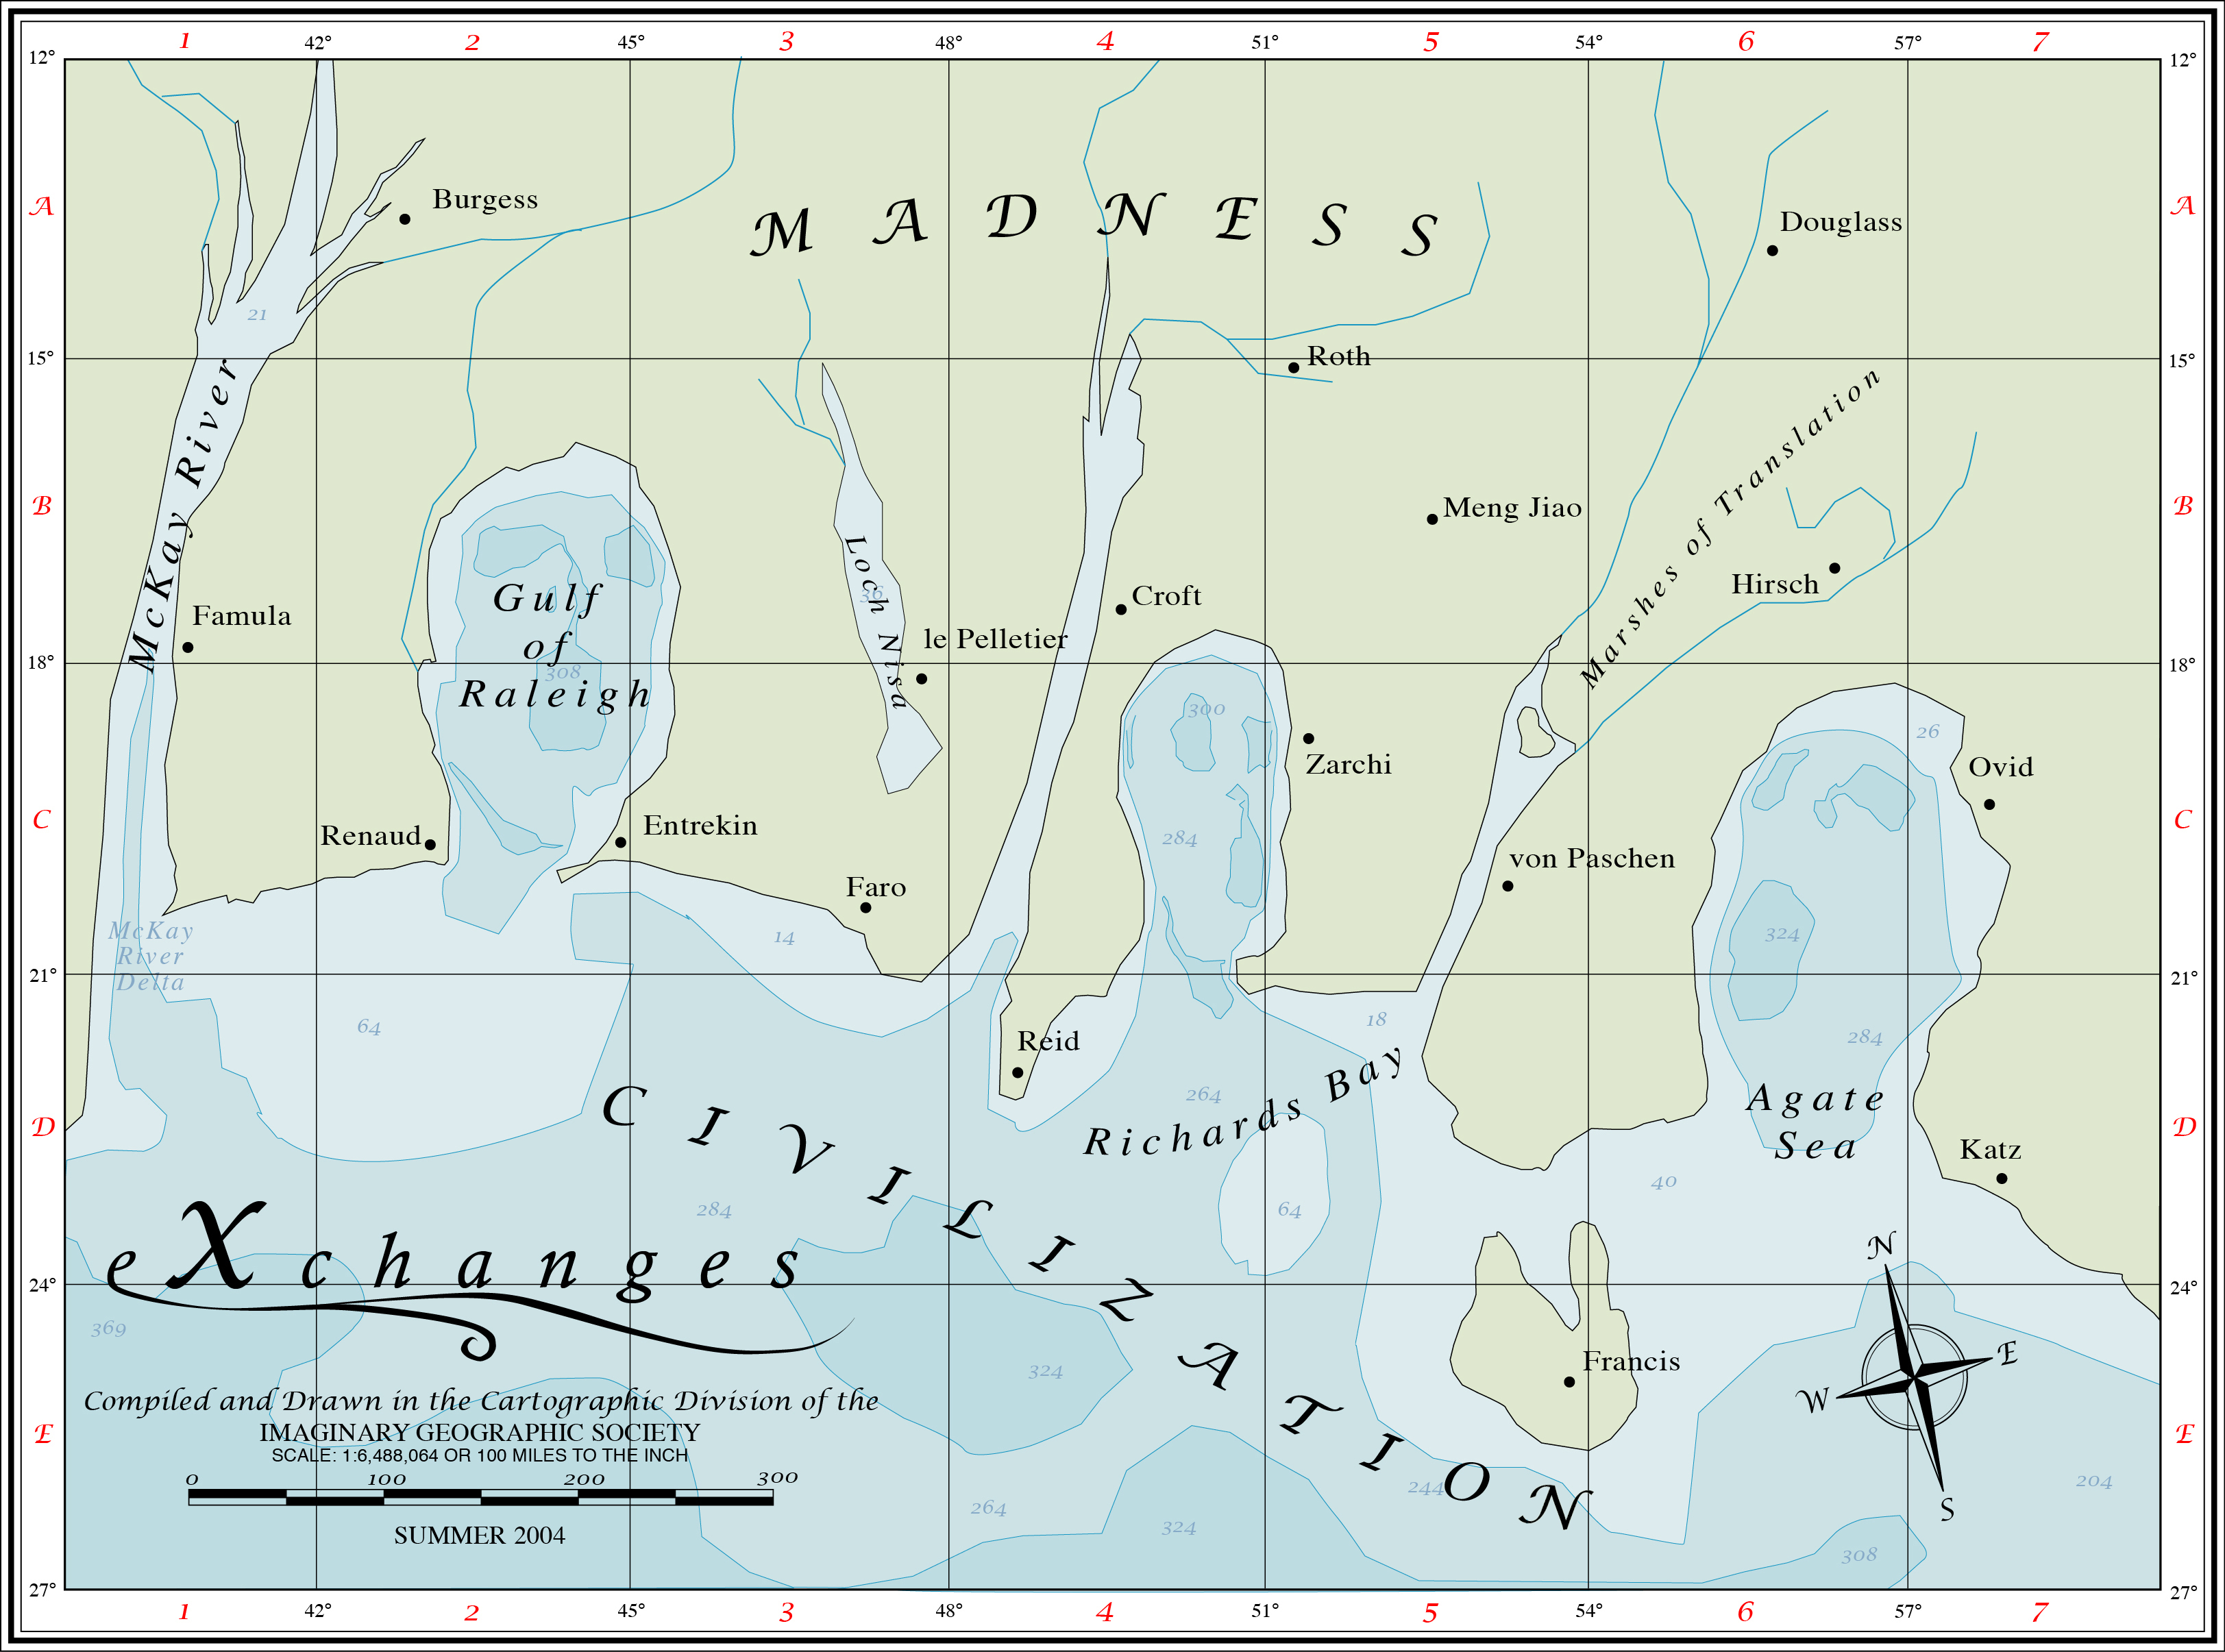 1 42° 2 45° 3 48° 4 51° 5 54° 6 57° 7
12° 12°
A A
Burgess
MADNESS
Douglass
21
15° 15°
Roth
McKay River
Marshes of Translation
B B
Meng Jiao
Loch Nisa
36
Hirsch
Gulf
of
Raleigh
308
Famula
Croft
le Pelletier
18° 18°
300
26
Zarchi
Ovid
C C
Renaud
Entrekin
284
von Paschen
Faro
McKay
River
Delta
14
324
21° 21°
64
18
284
Reid
264
Richards Bay
Agate
Sea
D D
CIVILIZATION
Katz
40
284
64
eXchanges
24° 24°
N
E
W
S
369
324
Francis
Compiled and Drawn in the Cartographic Division of the
IMAGINARY GEOGRAPHIC SOCIETY
SCALE: 1:6,488,064 OR 100 MILES TO THE INCH
0 100 200 300
SUMMER 2004
E E
264
324
244
204
308
27° 27°
1 42° 2 45° 3 48° 4 51° 5 54° 6 57° 7